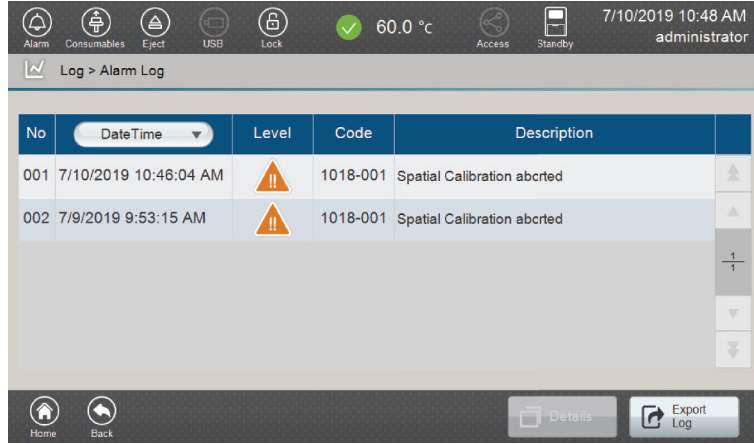 7/10/2019 10:48 AM
60.0 °c
administrator
Alarm Consumables Eject USB Lock Access Standby
Log > Alarm Log
No DateTime Level Code Description
001 7/10/2019 10:46:04 AM !! 1018-001 Spatial Calibration abcrted
002 7/9/2019 9:53:15 AM !! 1018-001 Spatial Calibration abcrted
1
1
Details
Export
Log
Home Back